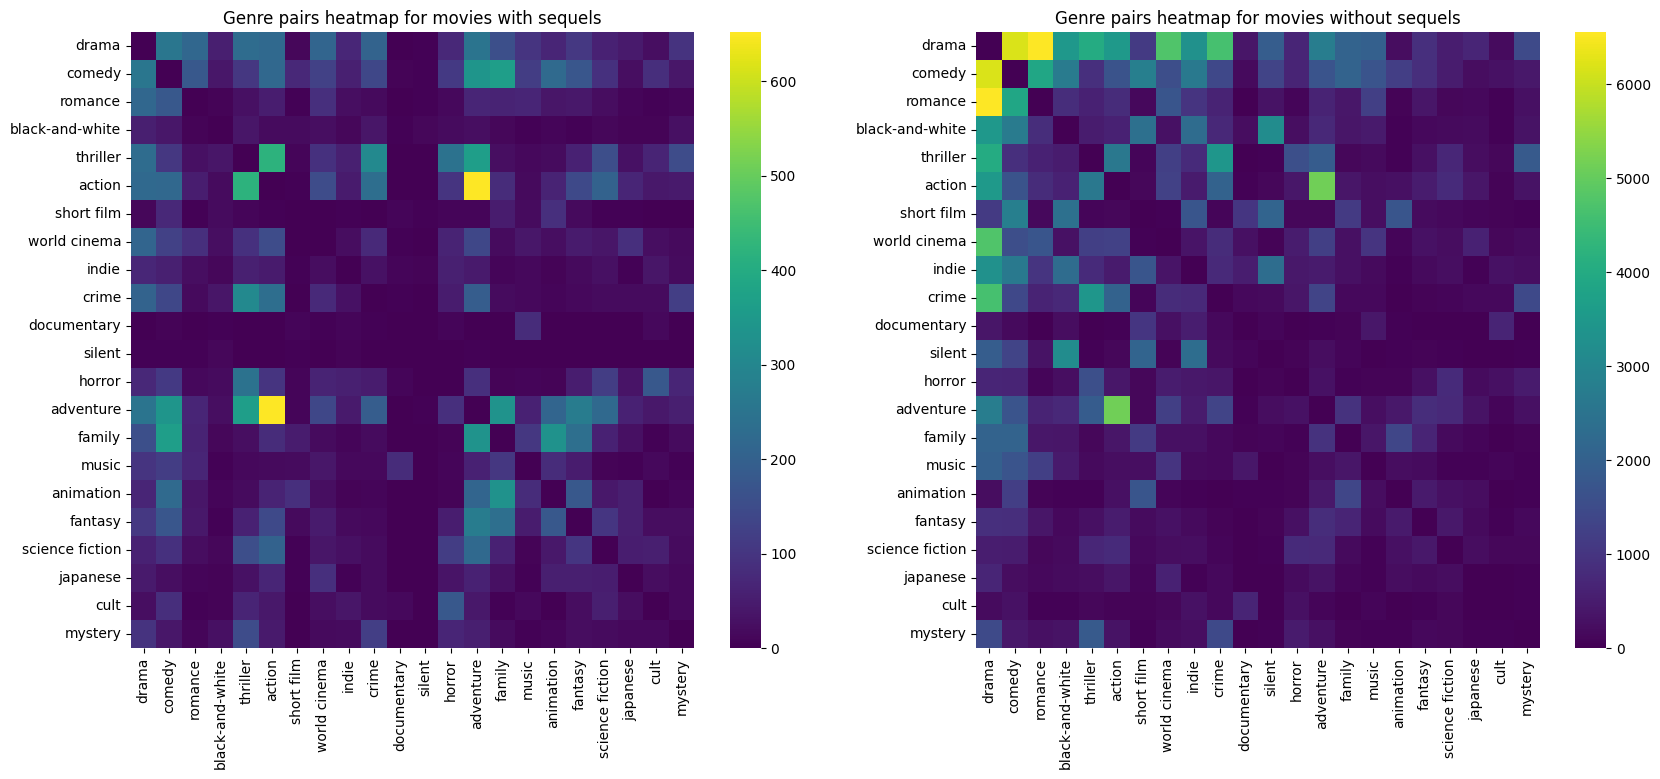 Genre pairs heatmap for movies with sequels
drama
comedy
romance
black-and-white
thriller
action
short film
world cinema
indie
crime
documentary
silent
horror
adventure
family
music
animation
fantasy
science fiction
japanese
cult
mystery
drama
comedy
romance
black-and-white
thriller
action
short film
world cinema
indie
crime
documentary
silent
horror
adventure
family
music
animation
fantasy
science fiction
japanese
cult
mystery
600
500
400
300
200
100
0
Genre pairs heatmap for movies without sequels
drama
comedy
romance
black-and-white
thriller
action
short film
world cinema
indie
crime
documentary
silent
horror
adventure
family
music
animation
fantasy
science fiction
japanese
cult
mystery
drama
comedy
romance
black-and-white
thriller
action
short film
world cinema
indie
crime
documentary
silent
horror
adventure
family
music
animation
fantasy
science fiction
japanese
cult
mystery
6000
5000
4000
3000
2000
1000
0